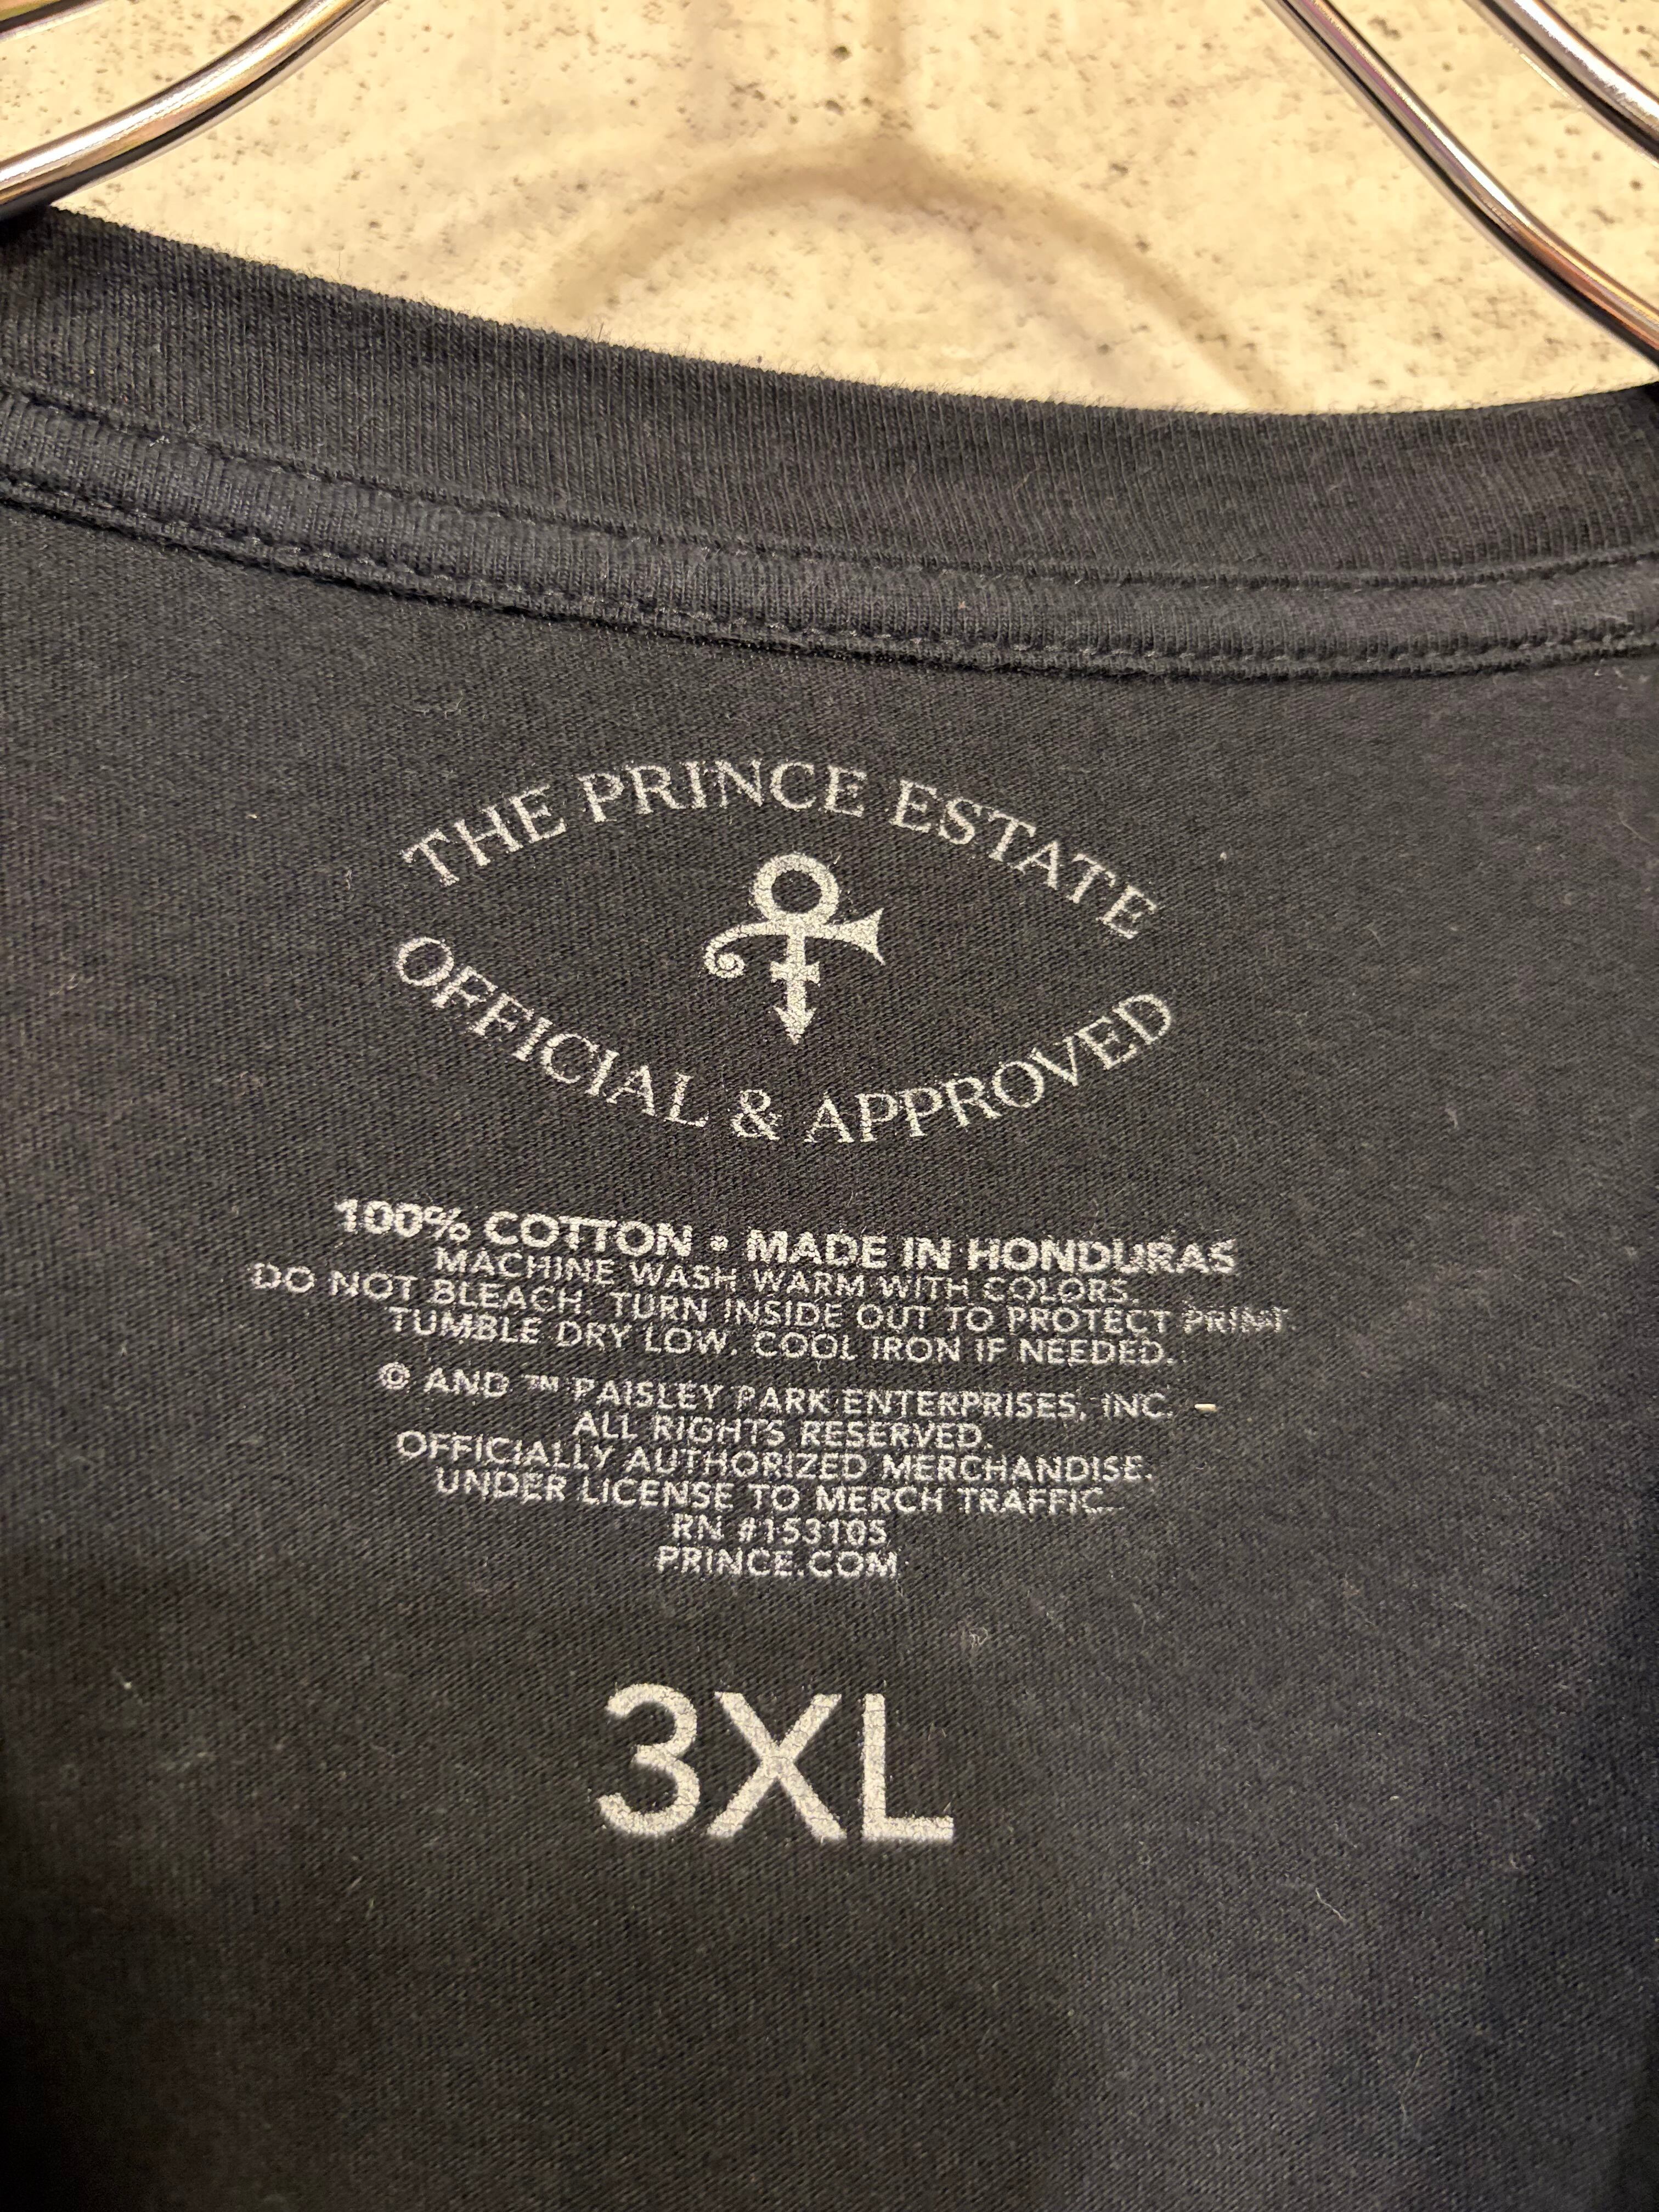 THE PRINCE ESTATE
OFFICIAL & APPROVED
100% COTTON • MADE IN HONDURAS
MACHINE WASH WARM WITH COLORS.
DO NOT BLEACH. TURN INSIDE OUT TO PROTECT PRINT.
TUMBLE DRY LOW. COOL IRON IF NEEDED.
© AND ™ PAISLEY PARK ENTERPRISES, INC.
ALL RIGHTS RESERVED.
OFFICIALLY AUTHORIZED MERCHANDISE.
UNDER LICENSE TO MERCH TRAFFIC.
RN #153105
PRINCE.COM
3XL